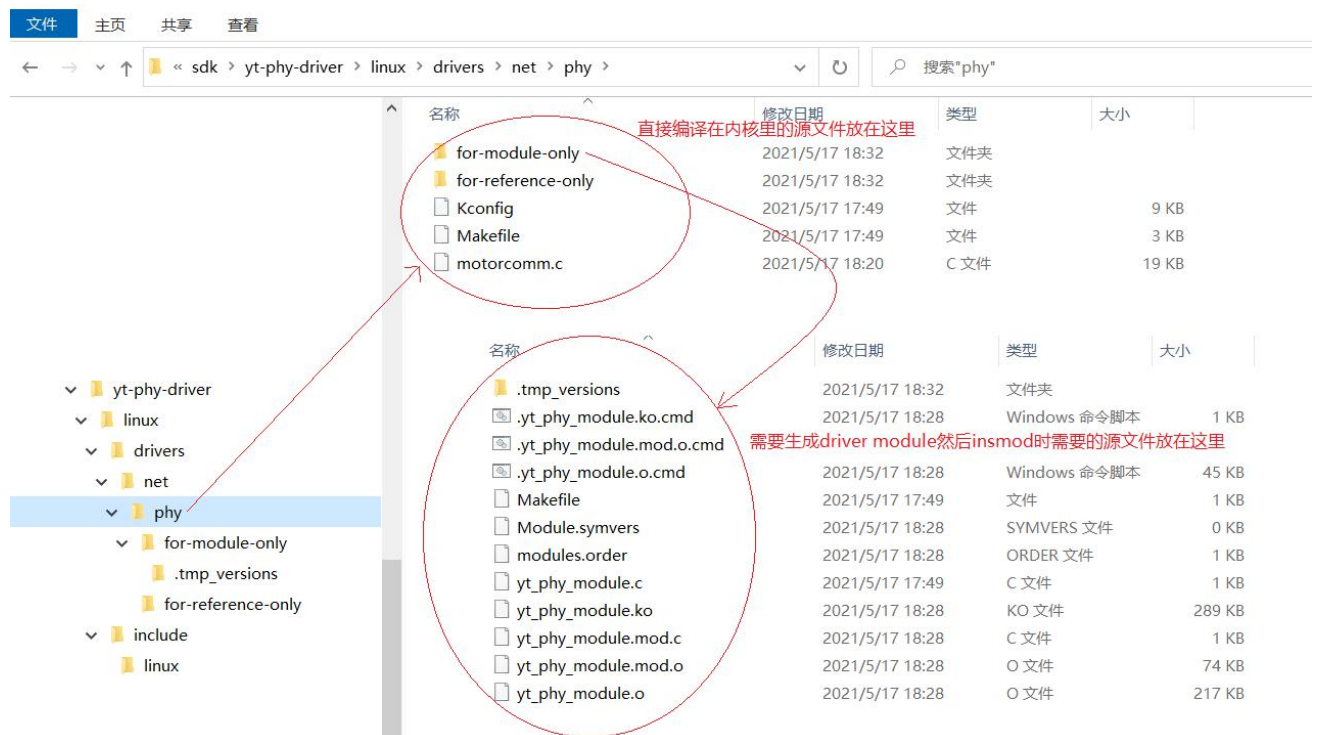 文件 主页 共享 查看
« sdk › yt-phy-driver › linux › drivers › net › phy › 搜索"phy"
名称 修改日期 类型 大小
直接编译在内核里的源文件放在这里
for-module-only 2021/5/17 18:32 文件夹
for-reference-only 2021/5/17 18:32 文件夹
Kconfig 2021/5/17 17:49 文件 9 KB
Makefile 2021/5/17 17:49 文件 3 KB
motorcomm.c 2021/5/17 18:20 C 文件 19 KB
名称 修改日期 类型 大小
.tmp_versions 2021/5/17 18:32 文件夹
.yt_phy_module.ko.cmd 2021/5/17 18:28 Windows 命令脚本 1 KB
.yt_phy_module.mod.o.cmd
需要生成driver module然后insmod时需要的源文件放在这里
.yt_phy_module.o.cmd 2021/5/17 18:28 Windows 命令脚本 45 KB
Makefile 2021/5/17 17:49 文件 1 KB
Module.symvers 2021/5/17 18:28 SYMVERS 文件 0 KB
modules.order 2021/5/17 18:28 ORDER 文件 1 KB
yt_phy_module.c 2021/5/17 17:49 C 文件 1 KB
yt_phy_module.ko 2021/5/17 18:28 KO 文件 289 KB
yt_phy_module.mod.c 2021/5/17 18:28 C 文件 1 KB
yt_phy_module.mod.o 2021/5/17 18:28 O 文件 74 KB
yt_phy_module.o 2021/5/17 18:28 O 文件 217 KB
yt-phy-driver
linux
drivers
net
phy
for-module-only
.tmp_versions
for-reference-only
include
linux